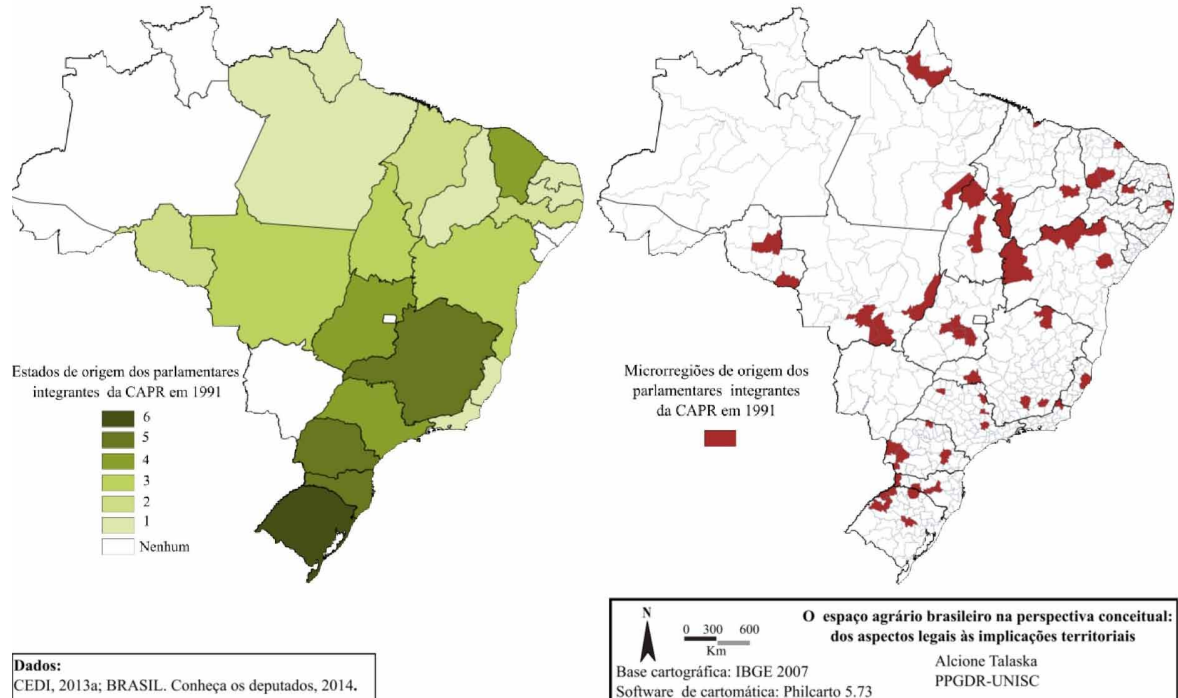 Estados de origem dos parlamentares
integrantes da CAPR em 1991
6
5
4
3
2
1
Nenhum
Microrregiões de origem dos
parlamentares integrantes
da CAPR em 1991
Dados:
CEDI, 2013a; BRASIL. Conheça os deputados, 2014.
N
0 300 600
Km
Base cartográfica: IBGE 2007
Software de cartomática: Philcarto 5.73
O espaço agrário brasileiro na perspectiva conceitual:
dos aspectos legais às implicações territoriais
Alcione Talaska
PPGDR-UNISC